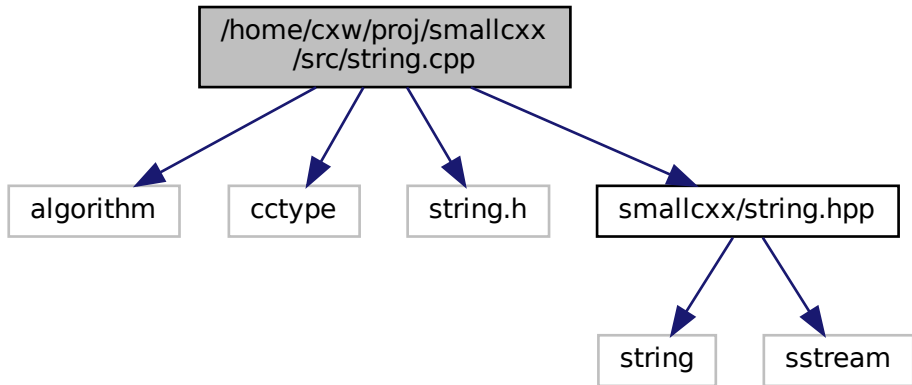 /home/cxw/proj/smallcxx
/src/string.cpp
algorithm
cctype
string.h
smallcxx/string.hpp
string
sstream